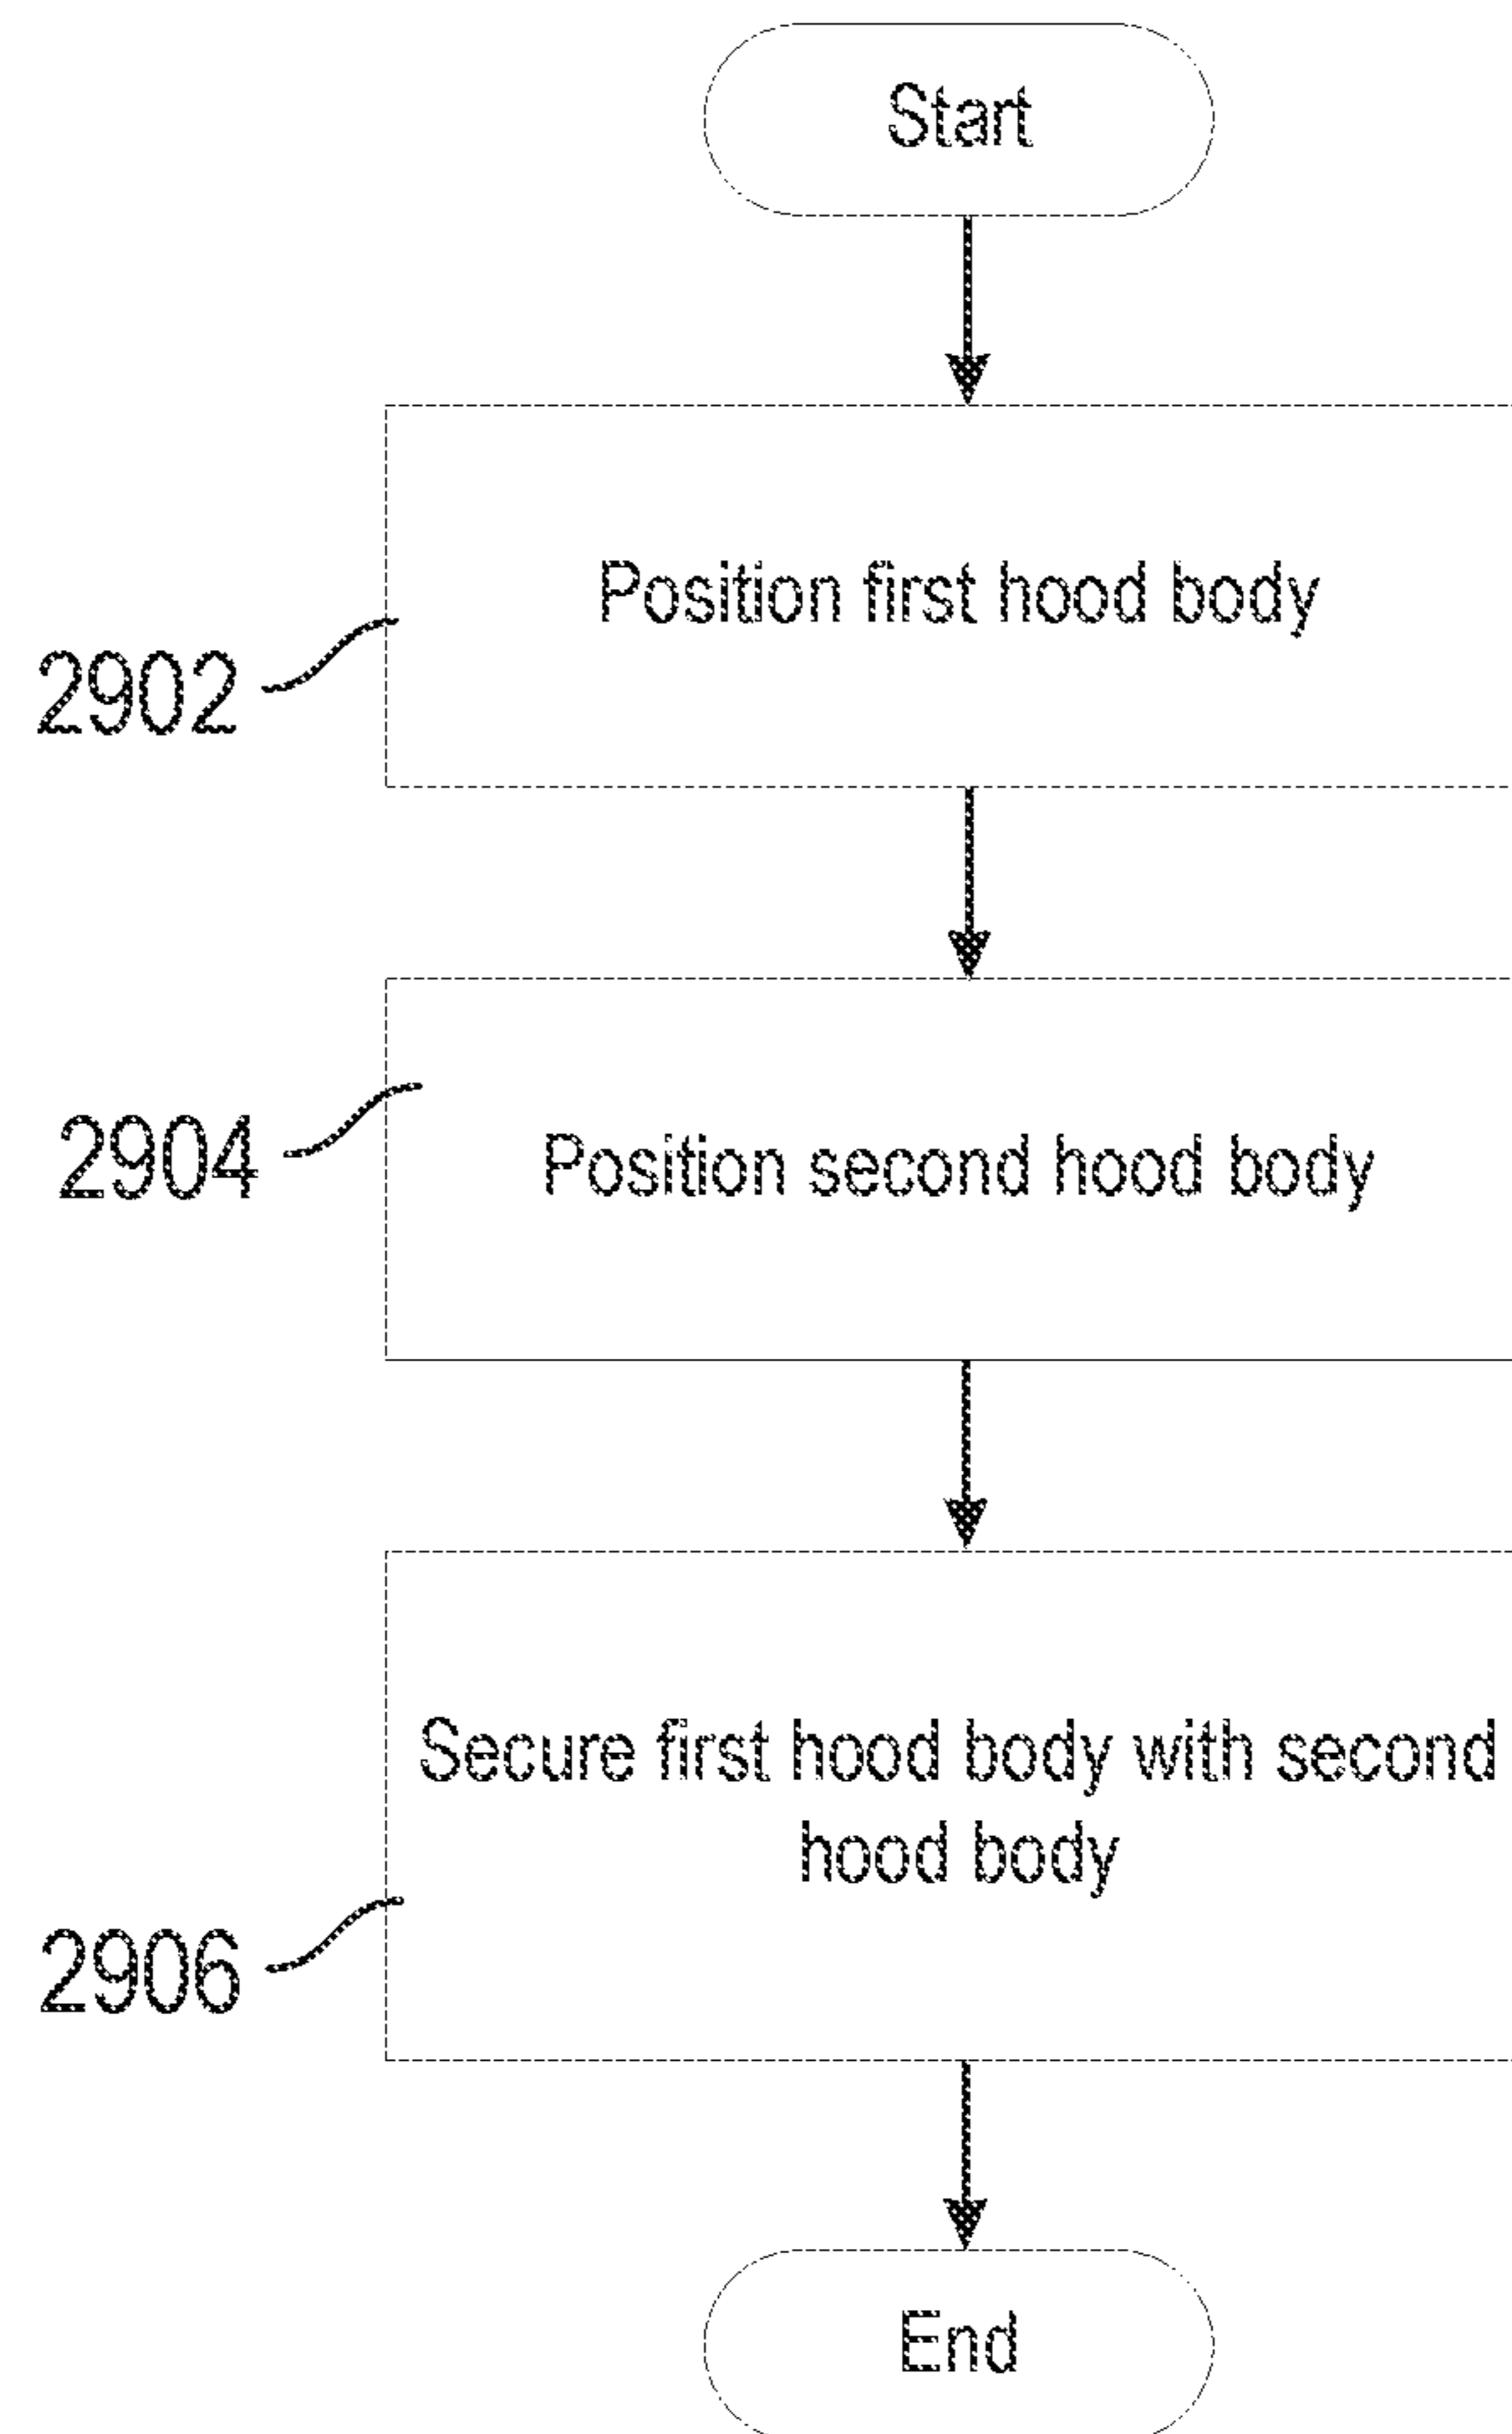 Start
Position first hood body
2902
Position second hood body
2904
Secure first hood body with second
hood body
2906
End